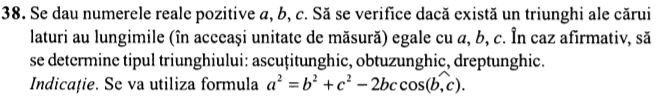 38. Se dau numerele reale pozitive a, b, c. Să se verifice dacă există un triunghi ale cărui
laturi au lungimile (în aceeași unitate de măsură) egale cu a, b, c. În caz afirmativ, să
se determine tipul triunghiului: ascuțitunghic, obtuzunghic, dreptunghic.
Indicație. Se va utiliza formula a² = b² + c² − 2bc cos(b,c).